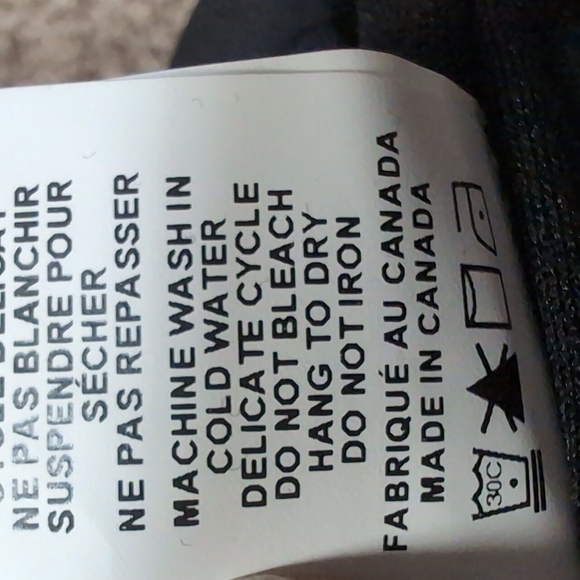 NE PAS BLANCHIR
SUSPENDRE POUR
SÉCHER
NE PAS REPASSER
MACHINE WASH IN
COLD WATER
DELICATE CYCLE
DO NOT BLEACH
HANG TO DRY
DO NOT IRON
FABRIQUÉ AU CANADA
MADE IN CANADA
30C